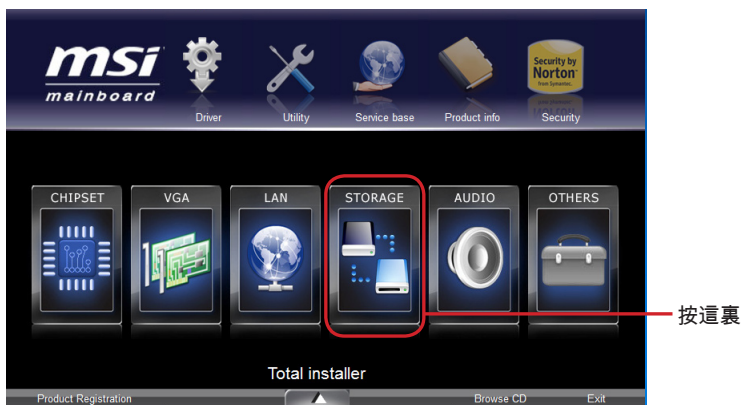 msi
mainboard
Driver
Utility
Service base
Product info
Security by
Norton
from Symantec
Security
CHIPSET
VGA
LAN
STORAGE
AUDIO
OTHERS
按這裏
Total installer
Product Registration
Browse CD
Exit